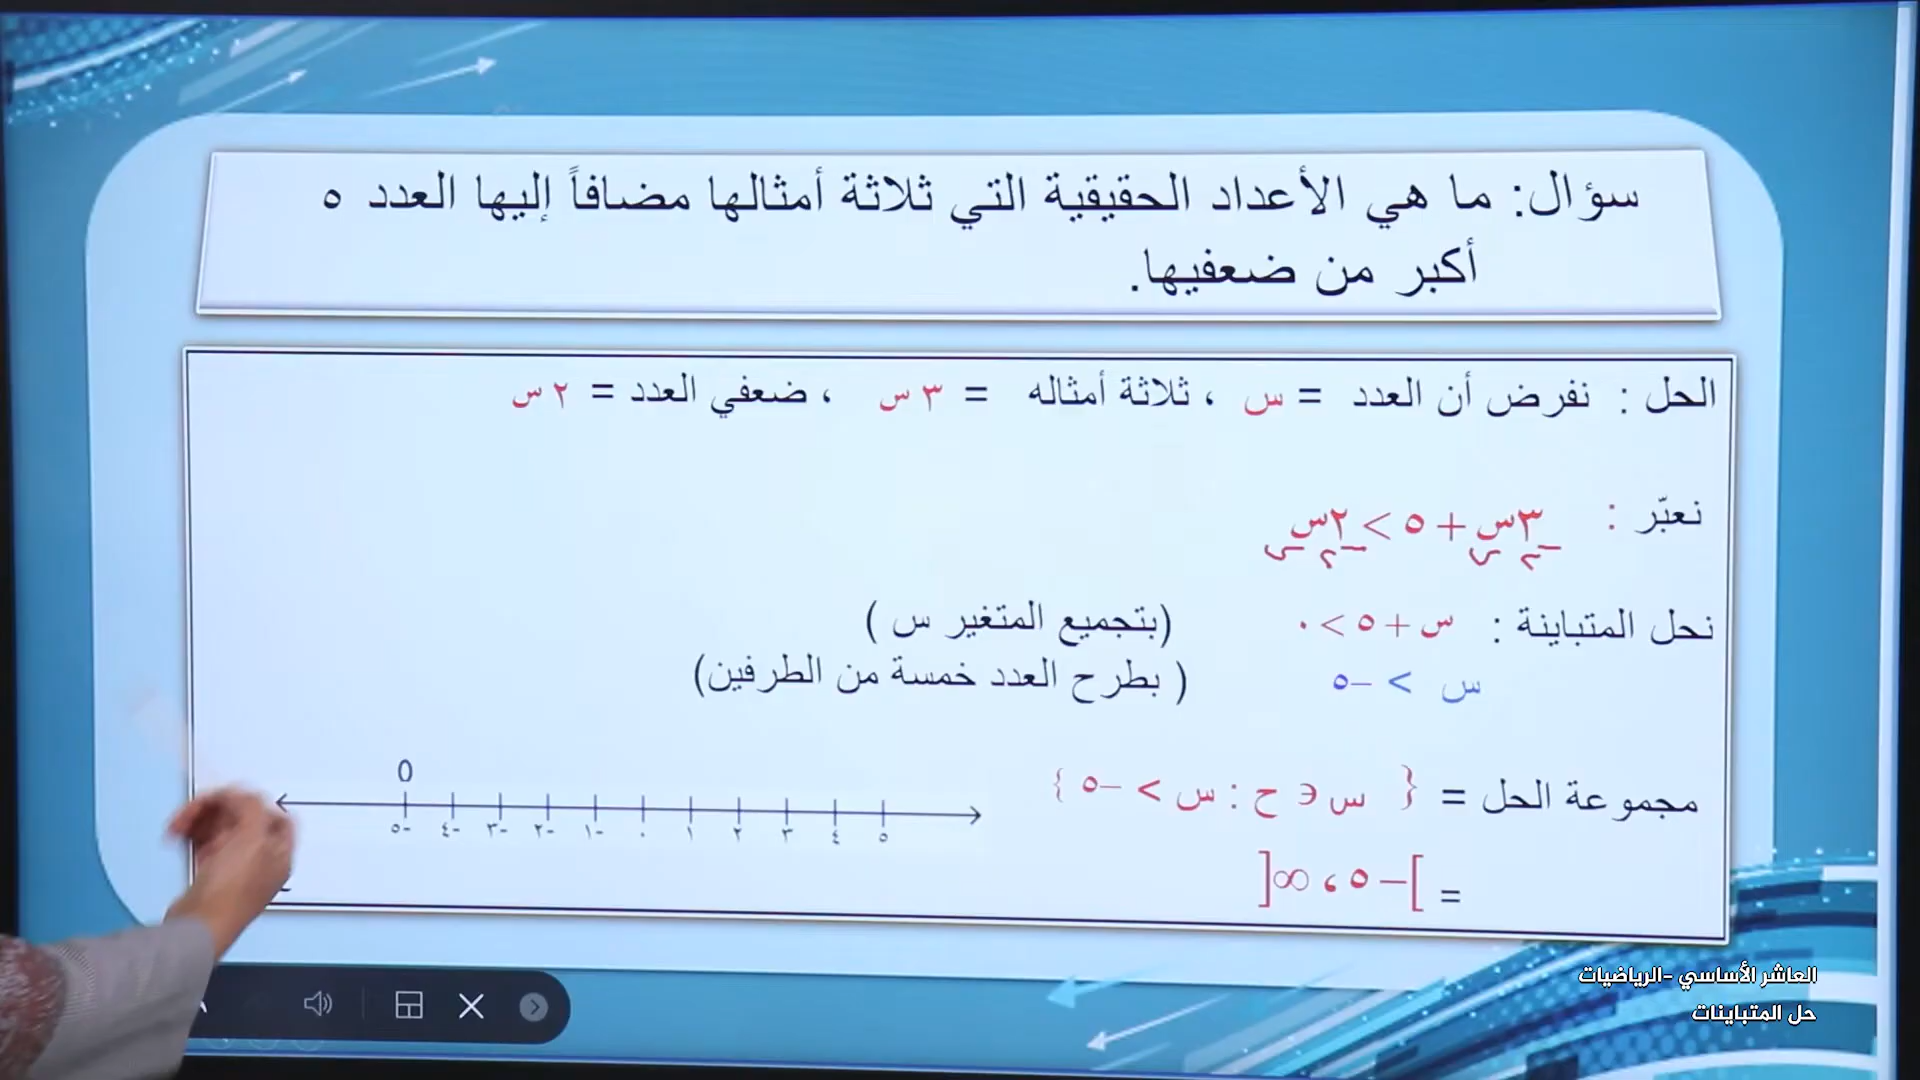 سؤال: ما هي الأعداد الحقيقية التي ثلاثة أمثالها مضافاً إليها العدد ٥
أكبر من ضعفيها.
الحل : نفرض أن العدد = س ، ثلاثة أمثاله = ٣ س ، ضعفي العدد = ٢ س
نعبّر : ٣س + ٥ > ٢س
−٢س −٢س
نحل المتباينة : س + ٥ > ٠ (بتجميع المتغير س )
س > −٥ ( بطرح العدد خمسة من الطرفين)
مجموعة الحل = { س ∈ ح : س > −٥ }
= ]−٥ ، ∞[
0
-٥ -٤ -٣ -٢ -١ ٠ ١ ٢ ٣ ٤ ٥
العاشر الأساسي -الرياضيات
حل المتباينات